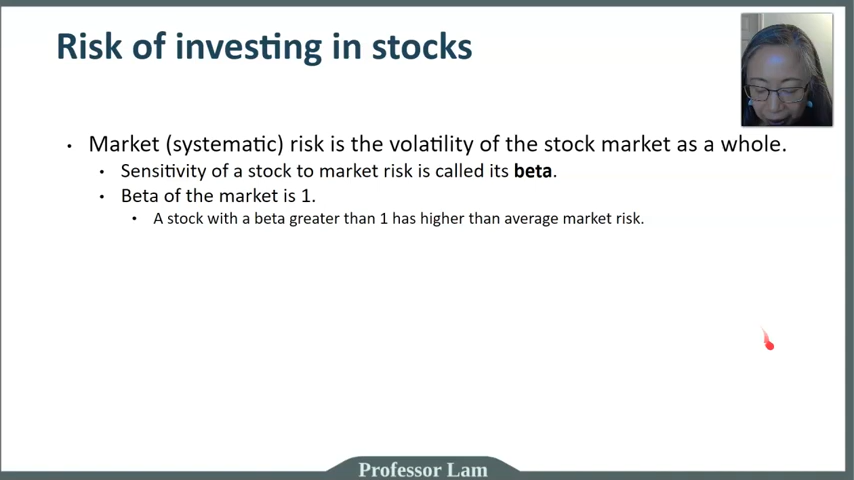 Risk of investing in stocks
• Market (systematic) risk is the volatility of the stock market as a whole.
• Sensitivity of a stock to market risk is called its beta.
• Beta of the market is 1.
• A stock with a beta greater than 1 has higher than average market risk.
Professor Lam